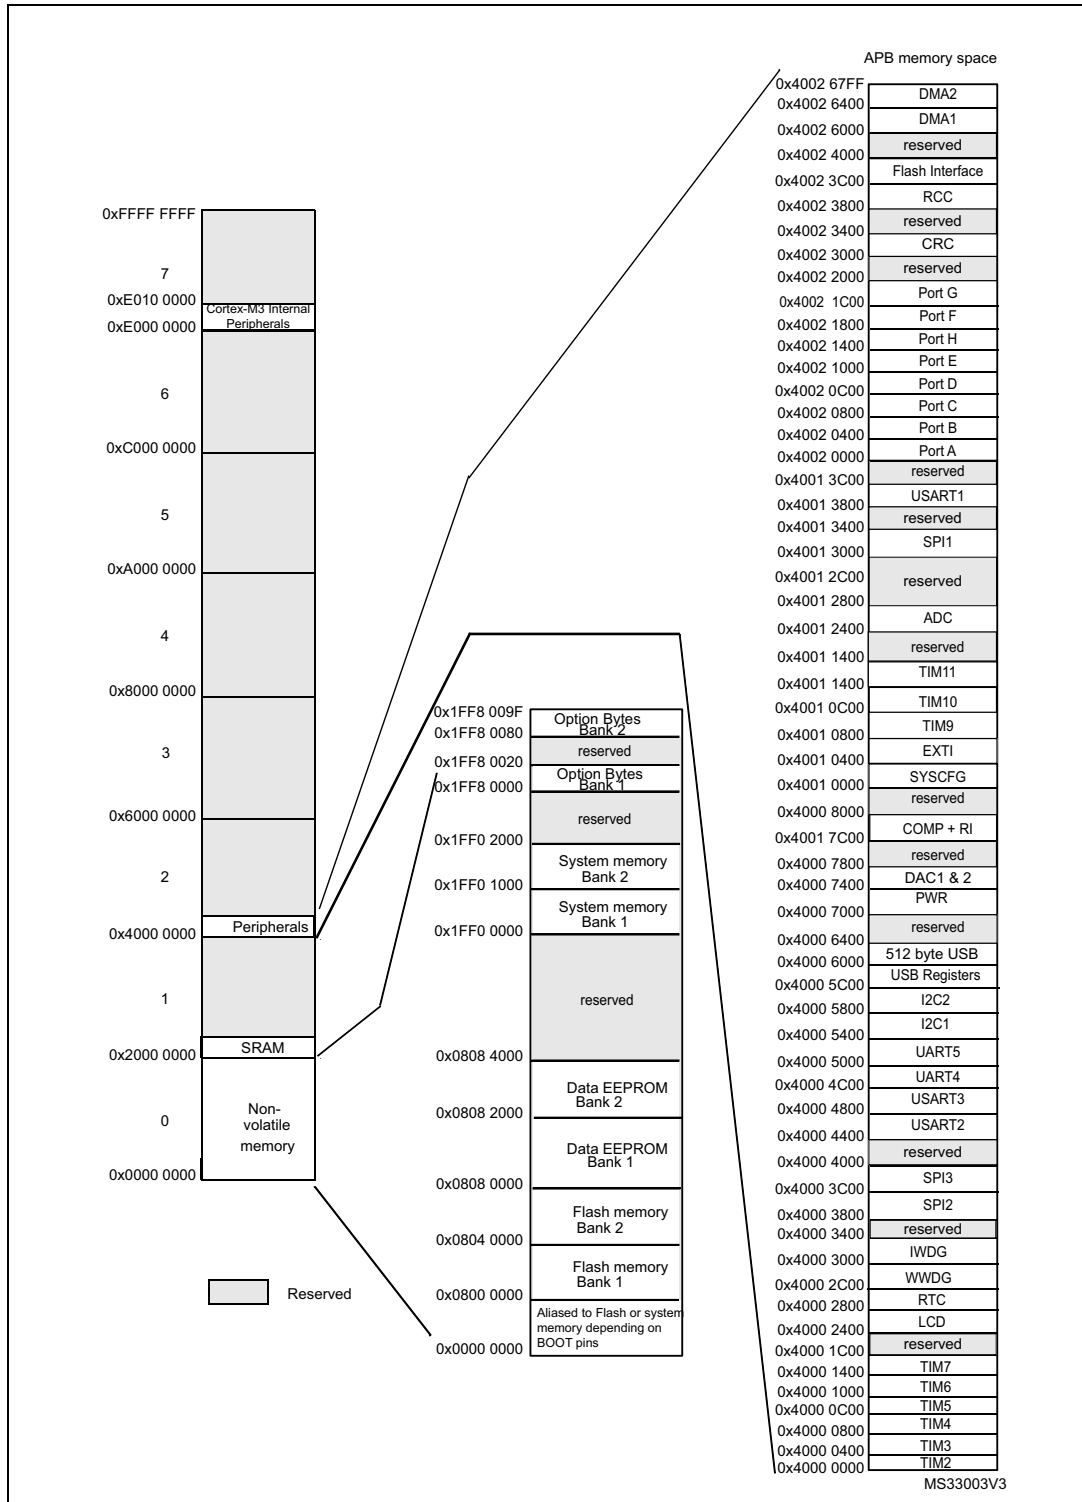 0xFFFF FFFF
7
0xE010 0000
Cortex-M3 Internal
Peripherals
0xE000 0000
6
0xC000 0000
5
0xA000 0000
4
0x8000 0000
3
0x6000 0000
2
Peripherals
0x4000 0000
1
SRAM
0x2000 0000
0
Non-
volatile
memory
0x0000 0000
Reserved
0x1FF8 009F
Option Bytes
Bank 2
0x1FF8 0080
reserved
0x1FF8 0020
Option Bytes
Bank 1
0x1FF8 0000
reserved
0x1FF0 2000
System memory
Bank 2
0x1FF0 1000
System memory
Bank 1
0x1FF0 0000
reserved
0x0808 4000
Data EEPROM
Bank 2
0x0808 2000
Data EEPROM
Bank 1
0x0808 0000
Flash memory
Bank 2
0x0804 0000
Flash memory
Bank 1
0x0800 0000
Aliased to Flash or system
memory depending on
BOOT pins
0x0000 0000
APB memory space
0x4002 67FF
DMA2
0x4002 6400
DMA1
0x4002 6000
reserved
0x4002 4000
Flash Interface
0x4002 3C00
RCC
0x4002 3800
reserved
0x4002 3400
CRC
0x4002 3000
reserved
0x4002 2000
Port G
0x4002 1C00
Port F
0x4002 1800
Port H
0x4002 1400
Port E
0x4002 1000
Port D
0x4002 0C00
Port C
0x4002 0800
Port B
0x4002 0400
Port A
0x4002 0000
reserved
0x4001 3C00
USART1
0x4001 3800
reserved
0x4001 3400
SPI1
0x4001 3000
0x4001 2C00
reserved
0x4001 2800
ADC
0x4001 2400
reserved
0x4001 1400
TIM11
0x4001 1400
TIM10
0x4001 0C00
TIM9
0x4001 0800
EXTI
0x4001 0400
SYSCFG
0x4001 0000
reserved
0x4000 8000
COMP + RI
0x4001 7C00
reserved
0x4000 7800
DAC1 & 2
0x4000 7400
PWR
0x4000 7000
reserved
0x4000 6400
512 byte USB
0x4000 6000
USB Registers
0x4000 5C00
I2C2
0x4000 5800
I2C1
0x4000 5400
UART5
0x4000 5000
UART4
0x4000 4C00
USART3
0x4000 4800
USART2
0x4000 4400
reserved
0x4000 4000
SPI3
0x4000 3C00
SPI2
0x4000 3800
reserved
0x4000 3400
IWDG
0x4000 3000
WWDG
0x4000 2C00
RTC
0x4000 2800
LCD
0x4000 2400
reserved
0x4000 1C00
TIM7
0x4000 1400
TIM6
0x4000 1000
TIM5
0x4000 0C00
TIM4
0x4000 0800
TIM3
0x4000 0400
TIM2
0x4000 0000
MS33003V3